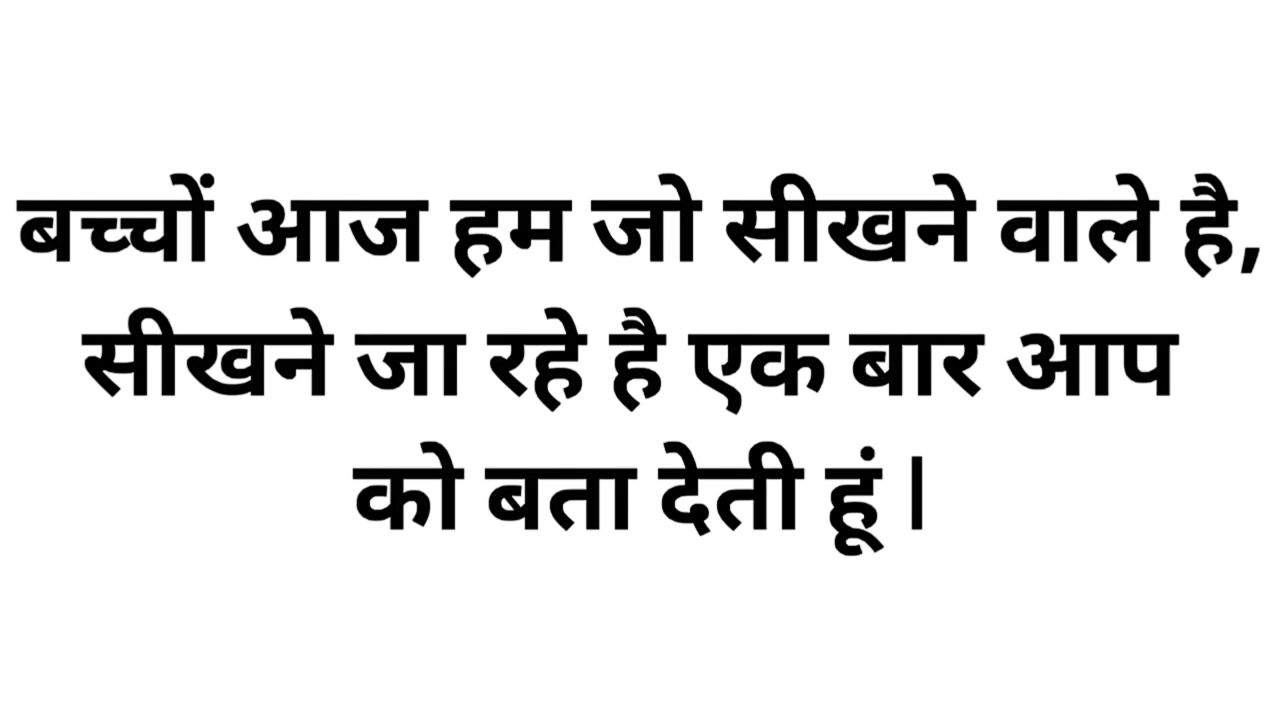 बच्चों आज हम जो सीखने वाले है,
सीखने जा रहे है एक बार आप
को बता देती हूं |